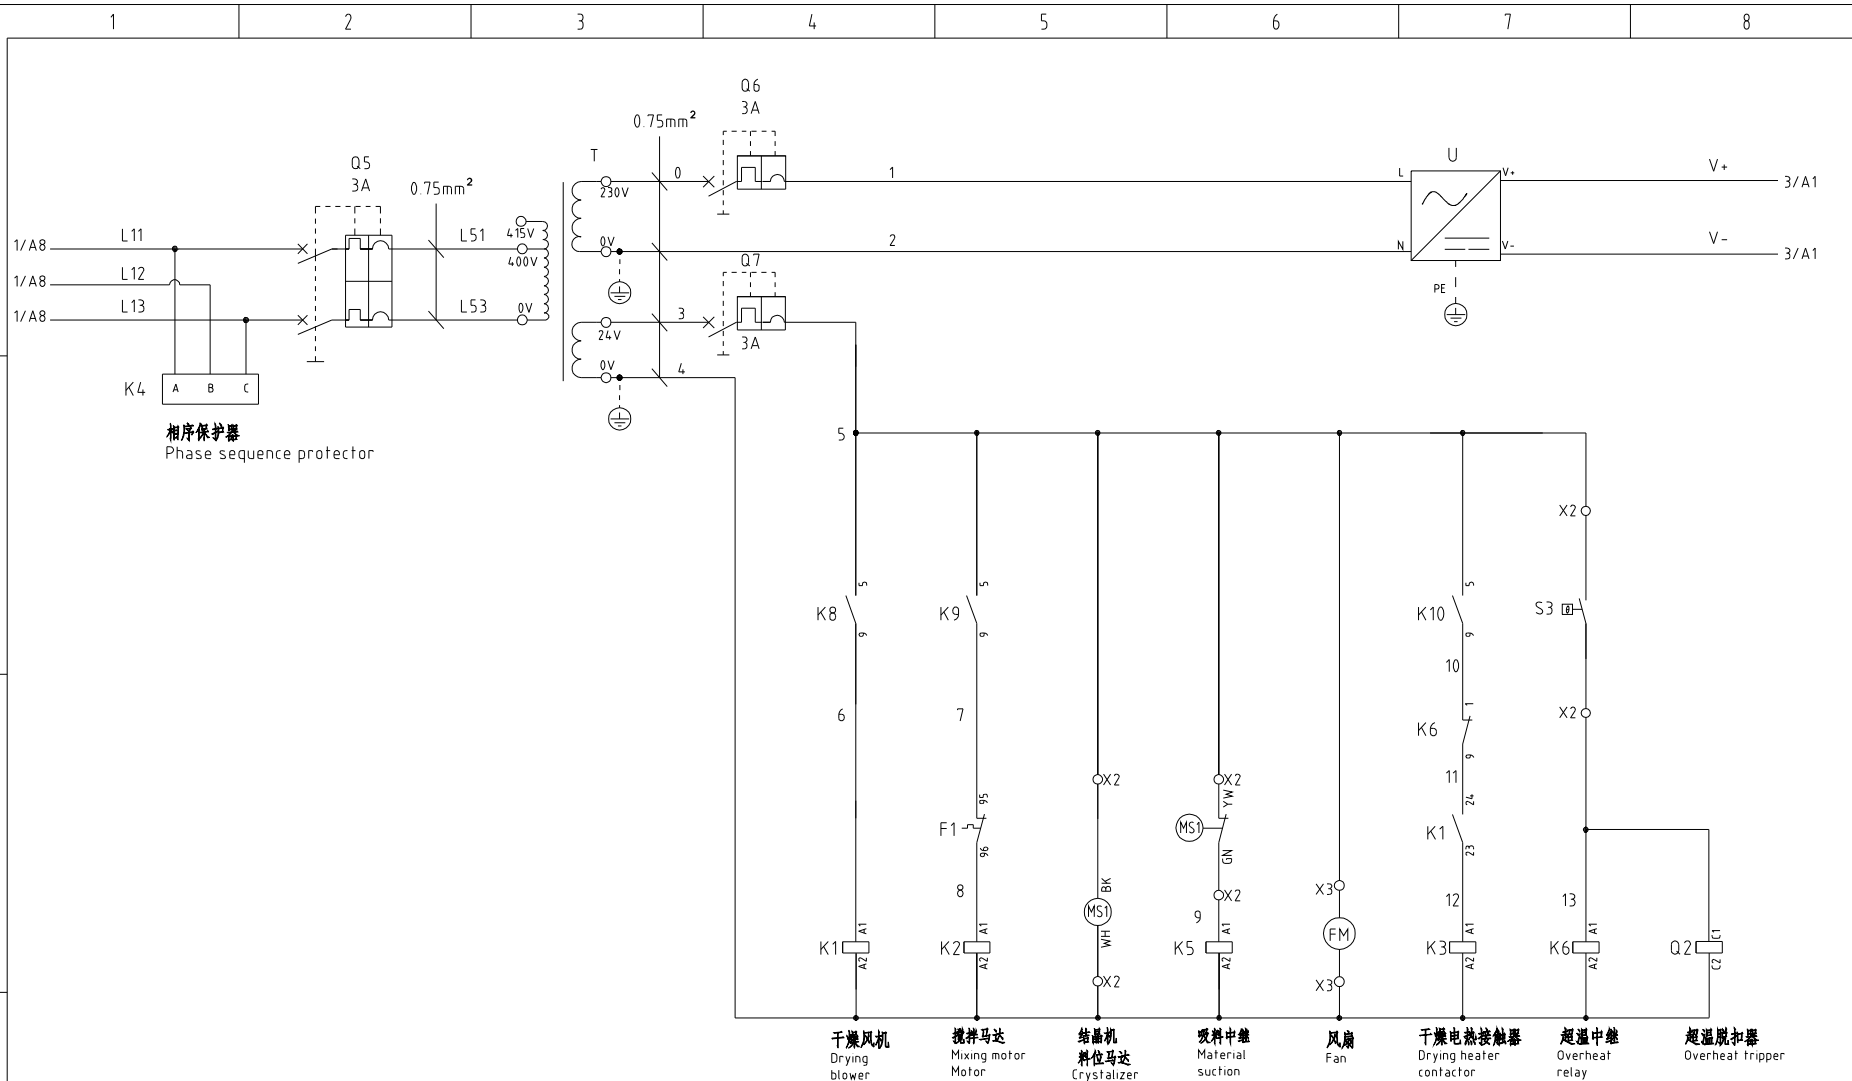 1 2 3 4 5 6 7 8
Q6
3A
0.75mm²
Q5
3A
0.75mm²
T
U
0
1
230V
L
V+
V+
3/A1
L11
1/A8
L51
415V
400V
0V
2
N
V-
V-
3/A1
L12
1/A8
Q7
PE
L13
1/A8
L53
0V
3
24V
3A
0V
4
K4
A B C
相序保护器
Phase sequence protector
5
X2
5 5 5
K8 K9 K10 S3
9 9 9
10
6 7
1
X2
K6
9
X2 X2
11
YW
95
24
F1
MS1
K1
96
GN
23
BK
X3
8
X2
12
13
MS1
9
FM
WH
A1 A1 A1 A1 A1 C1
K1 K2 K5 K3 K6 Q2
A2 A2 A2 A2 A2 C2
X2
X3
干燥风机
Drying
blower
搅拌马达
Mixing motor
Motor
结晶机
料位马达
Crystalizer
吸料中继
Material
suction
风扇
Fan
干燥电热接触器
Drying heater
contactor
超温中继
Overheat
relay
超温脱扣器
Overheat tripper